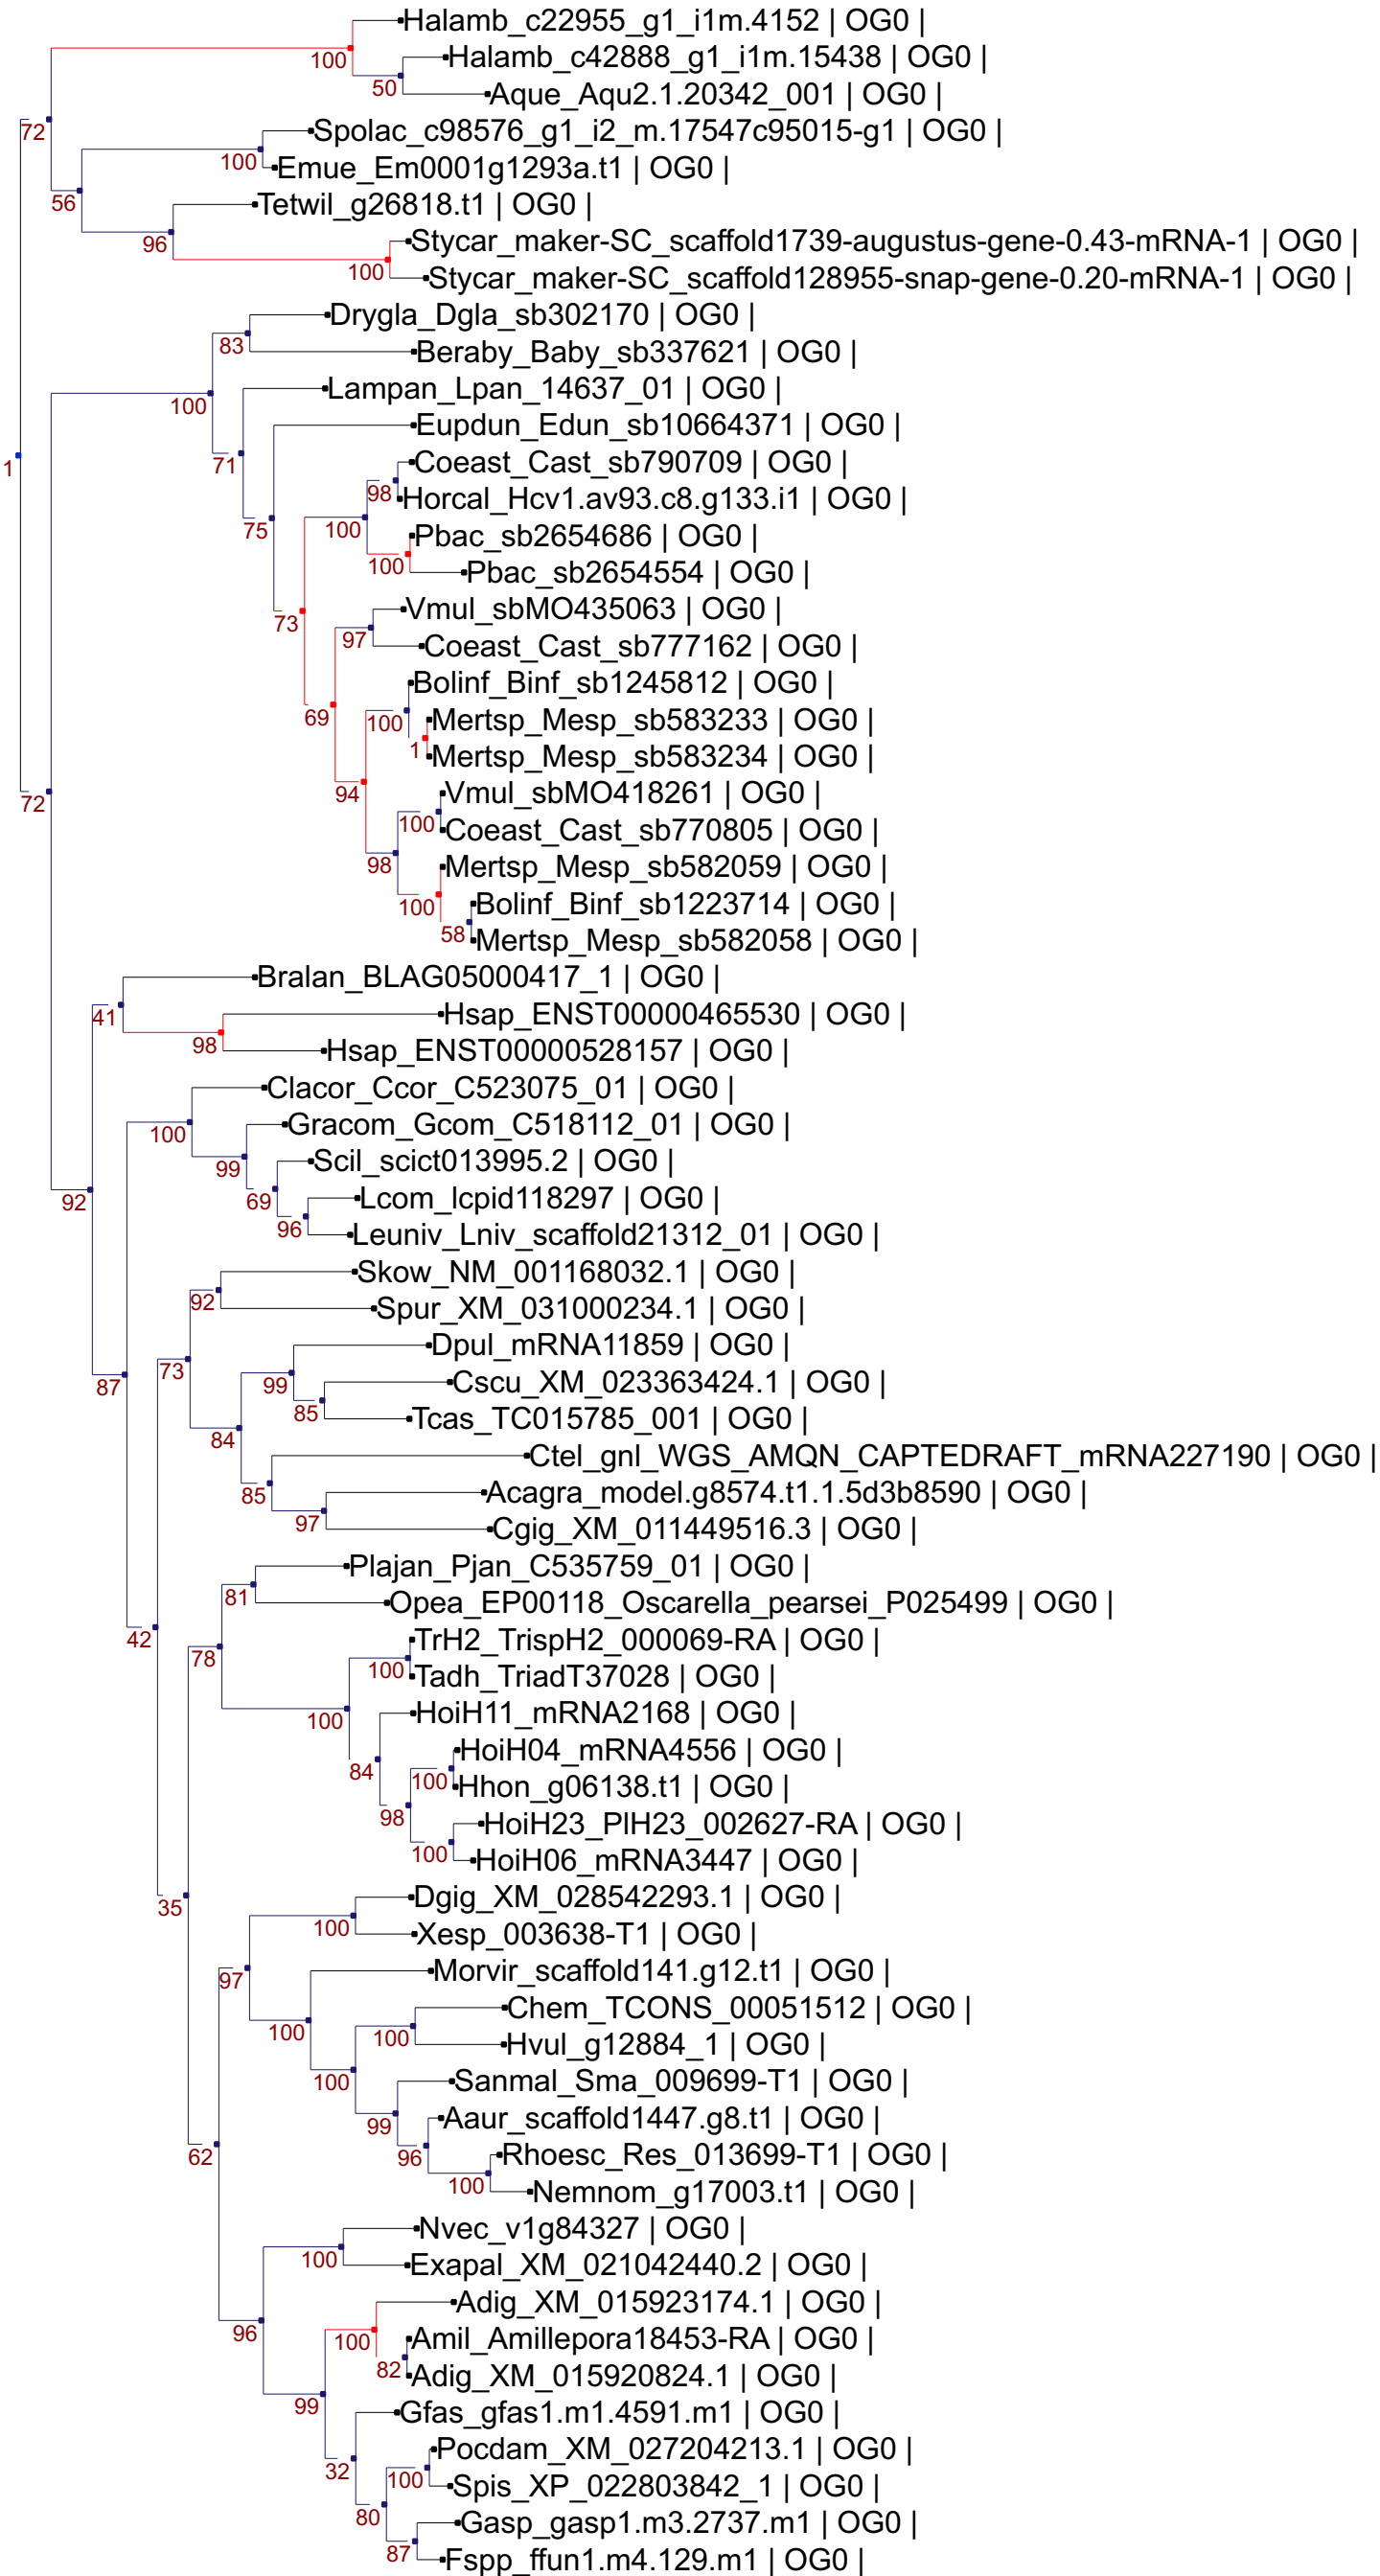 Halamb_c22955_g1_i1m.4152 | OG0 |
100
Halamb_c42888_g1_i1m.15438 | OG0 |
50
Aque_Aqu2.1.20342_001 | OG0 |
72
Spolac_c98576_g1_i2_m.17547c95015-g1 | OG0 |
100
Emue_Em0001g1293a.t1 | OG0 |
56
Tetwil_g26818.t1 | OG0 |
96
Stycar_maker-SC_scaffold1739-augustus-gene-0.43-mRNA-1 | OG0 |
100
Stycar_maker-SC_scaffold128955-snap-gene-0.20-mRNA-1 | OG0 |
Drygla_Dgla_sb302170 | OG0 |
83
Beraby_Baby_sb337621 | OG0 |
100
Lampan_Lpan_14637_01 | OG0 |
Eupdun_Edun_sb10664371 | OG0 |
71
1
Coeast_Cast_sb790709 | OG0 |
98
Horcal_Hcv1.av93.c8.g133.i1 | OG0 |
75
100
Pbac_sb2654686 | OG0 |
100
Pbac_sb2654554 | OG0 |
73
Vmul_sbMO435063 | OG0 |
97
Coeast_Cast_sb777162 | OG0 |
Bolinf_Binf_sb1245812 | OG0 |
69
100
Mertsp_Mesp_sb583233 | OG0 |
1
Mertsp_Mesp_sb583234 | OG0 |
94
72
Vmul_sbMO418261 | OG0 |
100
Coeast_Cast_sb770805 | OG0 |
98
Mertsp_Mesp_sb582059 | OG0 |
100
Bolinf_Binf_sb1223714 | OG0 |
58
Mertsp_Mesp_sb582058 | OG0 |
Bralan_BLAG05000417_1 | OG0 |
41
Hsap_ENST00000465530 | OG0 |
98
Hsap_ENST00000528157 | OG0 |
Clacor_Ccor_C523075_01 | OG0 |
100
Gracom_Gcom_C518112_01 | OG0 |
99
Scil_scict013995.2 | OG0 |
92
69
Lcom_lcpid118297 | OG0 |
96
Leuniv_Lniv_scaffold21312_01 | OG0 |
Skow_NM_001168032.1 | OG0 |
92
Spur_XM_031000234.1 | OG0 |
Dpul_mRNA11859 | OG0 |
73
87
99
Cscu_XM_023363424.1 | OG0 |
85
Tcas_TC015785_001 | OG0 |
84
Ctel_gnl_WGS_AMQN_CAPTEDRAFT_mRNA227190 | OG0 |
85
Acagra_model.g8574.t1.1.5d3b8590 | OG0 |
97
Cgig_XM_011449516.3 | OG0 |
Plajan_Pjan_C535759_01 | OG0 |
81
Opea_EP00118_Oscarella_pearsei_P025499 | OG0 |
42
TrH2_TrispH2_000069-RA | OG0 |
78
100
Tadh_TriadT37028 | OG0 |
100
HoiH11_mRNA2168 | OG0 |
HoiH04_mRNA4556 | OG0 |
84
100
Hhon_g06138.t1 | OG0 |
98
HoiH23_PlH23_002627-RA | OG0 |
100
HoiH06_mRNA3447 | OG0 |
35
Dgig_XM_028542293.1 | OG0 |
100
Xesp_003638-T1 | OG0 |
97
Morvir_scaffold141.g12.t1 | OG0 |
Chem_TCONS_00051512 | OG0 |
100
100
Hvul_g12884_1 | OG0 |
100
Sanmal_Sma_009699-T1 | OG0 |
99
Aaur_scaffold1447.g8.t1 | OG0 |
62
96
Rhoesc_Res_013699-T1 | OG0 |
100
Nemnom_g17003.t1 | OG0 |
Nvec_v1g84327 | OG0 |
100
Exapal_XM_021042440.2 | OG0 |
Adig_XM_015923174.1 | OG0 |
96
100
Amil_Amillepora18453-RA | OG0 |
82
Adig_XM_015920824.1 | OG0 |
99
Gfas_gfas1.m1.4591.m1 | OG0 |
Pocdam_XM_027204213.1 | OG0 |
32
100
Spis_XP_022803842_1 | OG0 |
80
Gasp_gasp1.m3.2737.m1 | OG0 |
87
Fspp_ffun1.m4.129.m1 | OG0 |